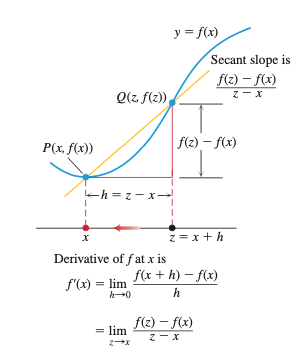 y = f(x)
Secant slope is
f(z) − f(x)
z − x
Q(z, f(z))
P(x, f(x))
f(z) − f(x)
h = z − x
x
z = x + h
Derivative of f at x is
f′(x) = lim h→0 f(x + h) − f(x)
h
= lim z→x f(z) − f(x)
z − x